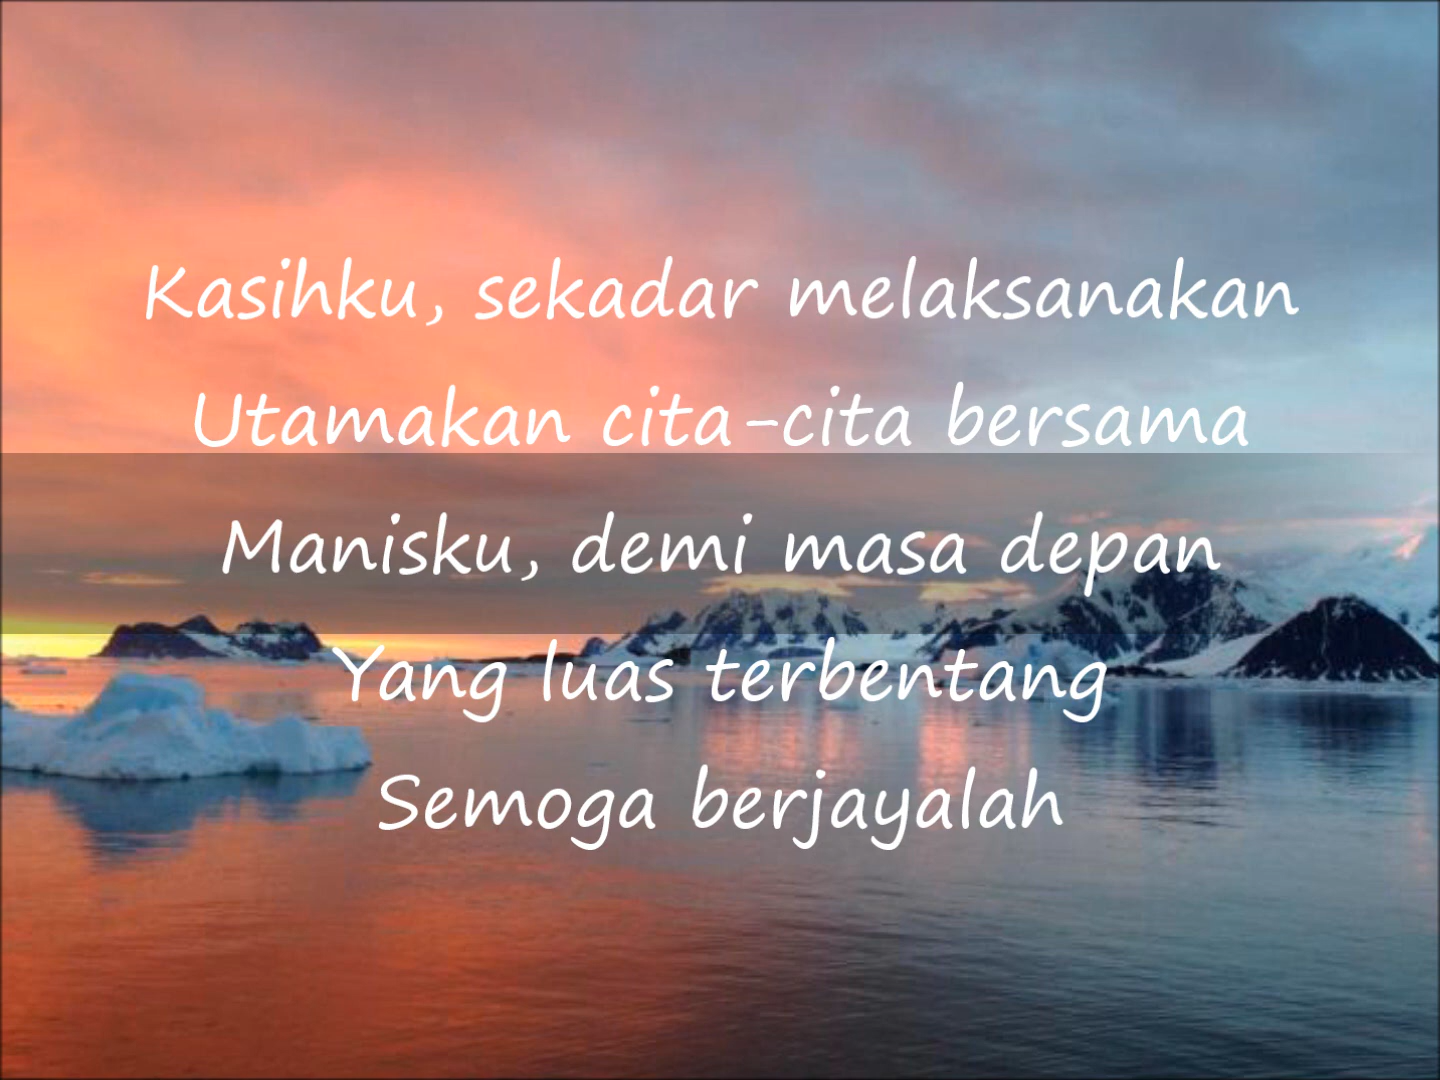 Kasihku, sekadar melaksanakan
Utamakan cita-cita bersama
Manisku, demi masa depan
Yang luas terbentang
Semoga berjayalah